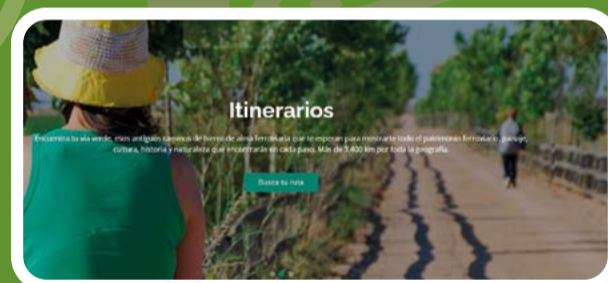 Itinerarios
Encuentra tu vía verde, esos antiguos caminos de hierro de alma ferroviaria que te esperan para mostrarte todo el patrimonio ferroviario, paisaje,
cultura, historia y naturaleza que encontrarás en cada paso. Más de 3.400 km por toda la geografía.
Busca tu ruta